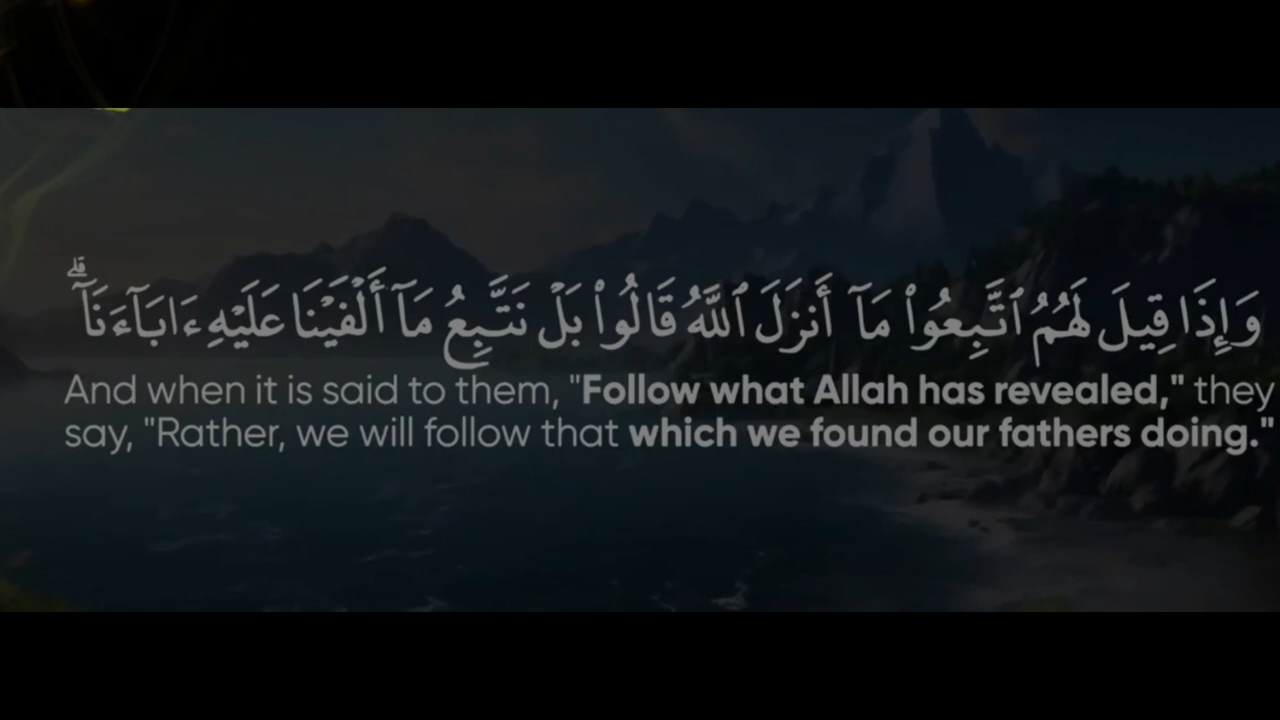 وَإِذَا قِيلَ لَهُمُ ٱتَّبِعُوا۟ مَآ أَنزَلَ ٱللَّهُ قَالُوا۟ بَلْ نَتَّبِعُ مَآ أَلْفَيْنَا عَلَيْهِ ءَابَآءَنَآ ۗ
And when it is said to them, "Follow what Allah has revealed," they
say, "Rather, we will follow that which we found our fathers doing."